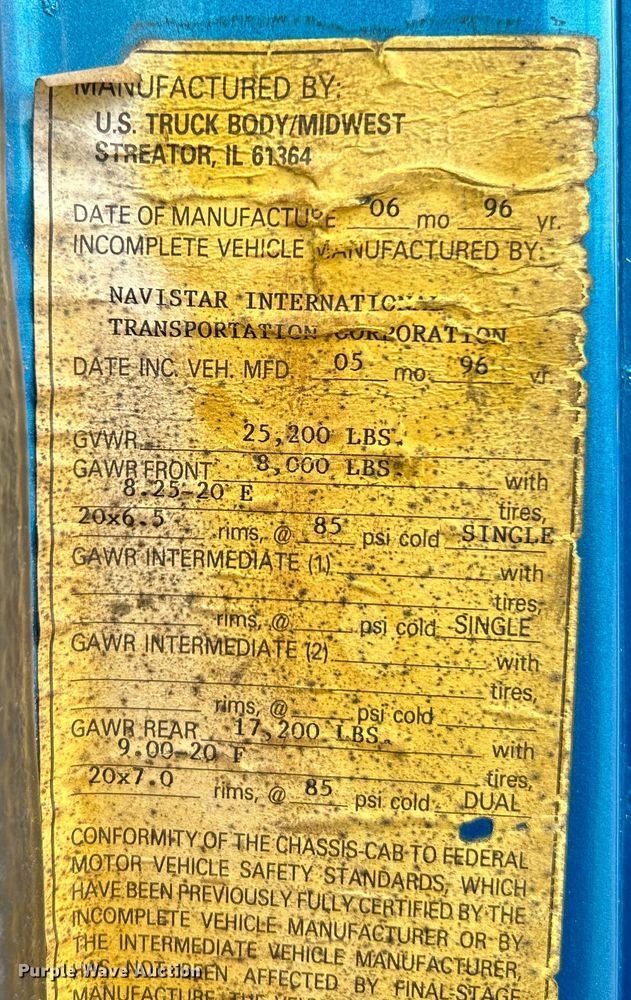 MANUFACTURED BY:
U.S. TRUCK BODY/MIDWEST
STREATOR, IL 61364
DATE OF MANUFACTURE 06 mo 96 yr.
INCOMPLETE VEHICLE MANUFACTURED BY:
NAVISTAR INTERNATIONAL
TRANSPORTATION CORPORATION
DATE INC. VEH. MFD. 05 mo. 96 yr.
GVWR 25,200 LBS.
GAWR FRONT 8,000 LBS. with
8.25-20 E tires,
20x6.5 rims, @ 85 psi cold SINGLE
GAWR INTERMEDIATE (1) with
tires,
rims, @ psi cold SINGLE
GAWR INTERMEDIATE (2) with
tires,
rims, @ psi cold
GAWR REAR 17,200 LBS. with
9.00-20 F tires,
20x7.0 rims, @ 85 psi cold DUAL
CONFORMITY OF THE CHASSIS-CAB TO FEDERAL
MOTOR VEHICLE SAFETY STANDARDS, WHICH
HAVE BEEN PREVIOUSLY FULLY CERTIFIED BY THE
INCOMPLETE VEHICLE MANUFACTURER OR BY
THE INTERMEDIATE VEHICLE MANUFACTURER,
HAS NOT BEEN AFFECTED BY FINAL-STAGE
Purple Wave Auction
MANUFACTURE THE